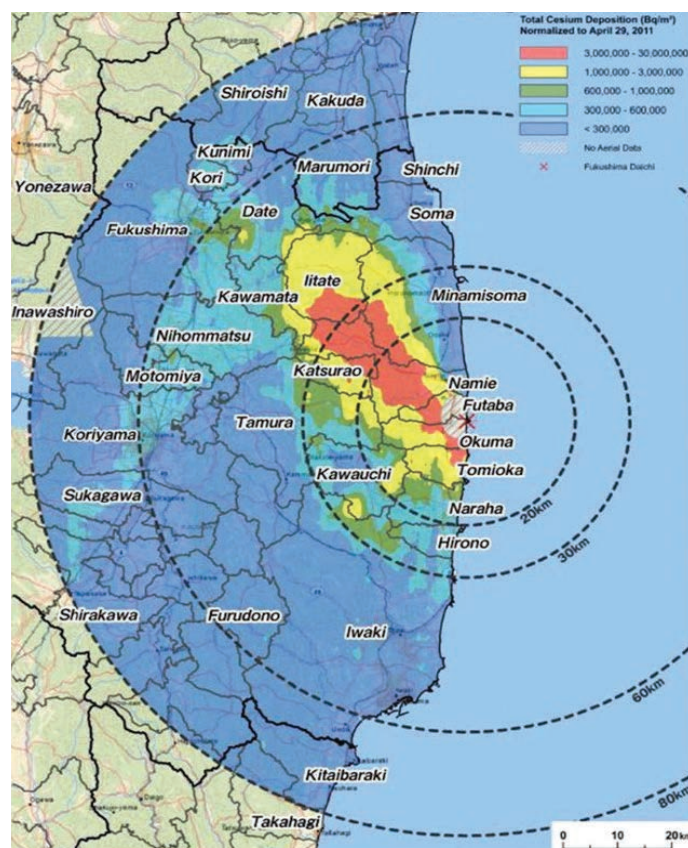 Total Cesium Deposition (Bq/m²)
Normalized to April 29, 2011
3,000,000 - 30,000,000
1,000,000 - 3,000,000
600,000 - 1,000,000
300,000 - 600,000
< 300,000
No Aerial Data
Fukushima Daichi
Shiroishi
Kakuda
Kunimi
Marumori
Shinchi
Kori
Yonezawa
Date
Soma
Fukushima
Iitate
Kawamata
Minamisoma
Inawashiro
Nihommatsu
Katsurao
Motomiya
Namie
Futaba
Tamura
Koriyama
Okuma
Kawauchi
Tomioka
Sukagawa
Naraha
20km
Hirono
30km
Shirakawa
Furudono
Iwaki
60km
Kitaibaraki
80km
Takahagi
0 10 20km